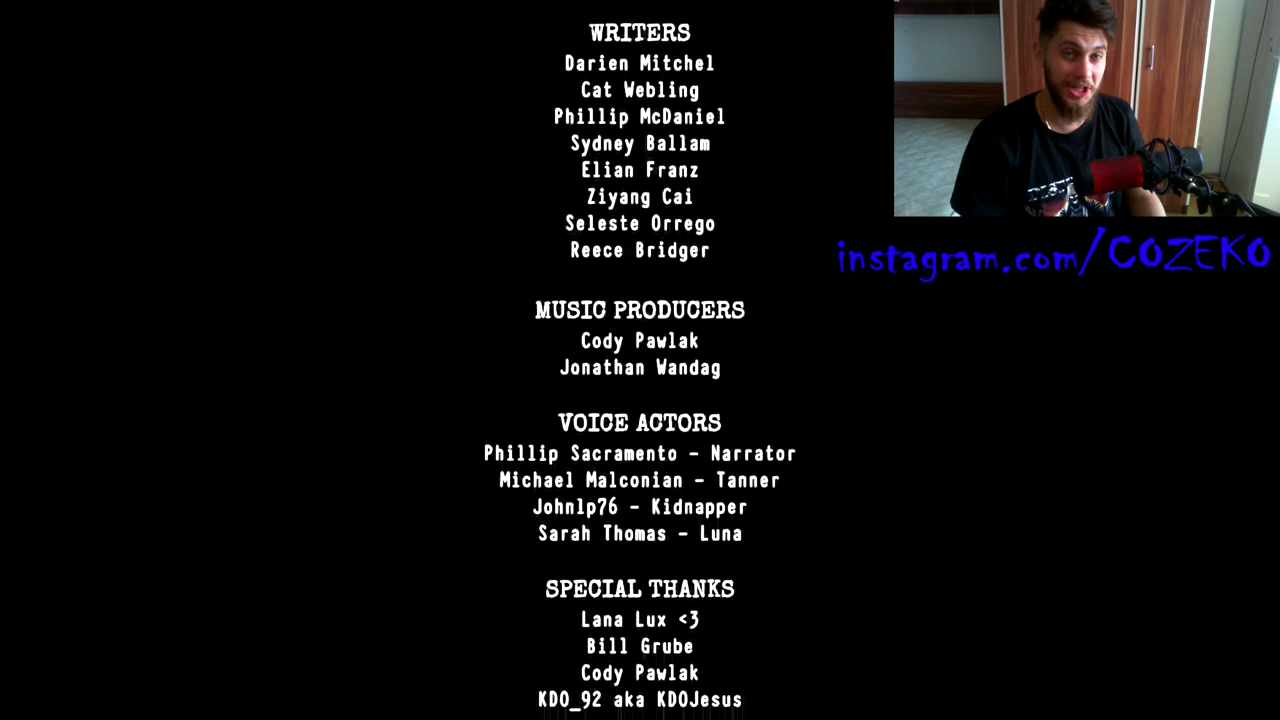 WRITERS
Darien Mitchel
Cat Webling
Phillip McDaniel
Sydney Ballam
Elian Franz
Ziyang Cai
Seleste Orrego
Reece Bridger
instagram.com/COZEKO
MUSIC PRODUCERS
Cody Pawlak
Jonathan Wandag
VOICE ACTORS
Phillip Sacramento - Narrator
Michael Malconian - Tanner
Johnlp76 - Kidnapper
Sarah Thomas - Luna
SPECIAL THANKS
Lana Lux <3
Bill Grube
Cody Pawlak
KDO_92 aka KDOJesus